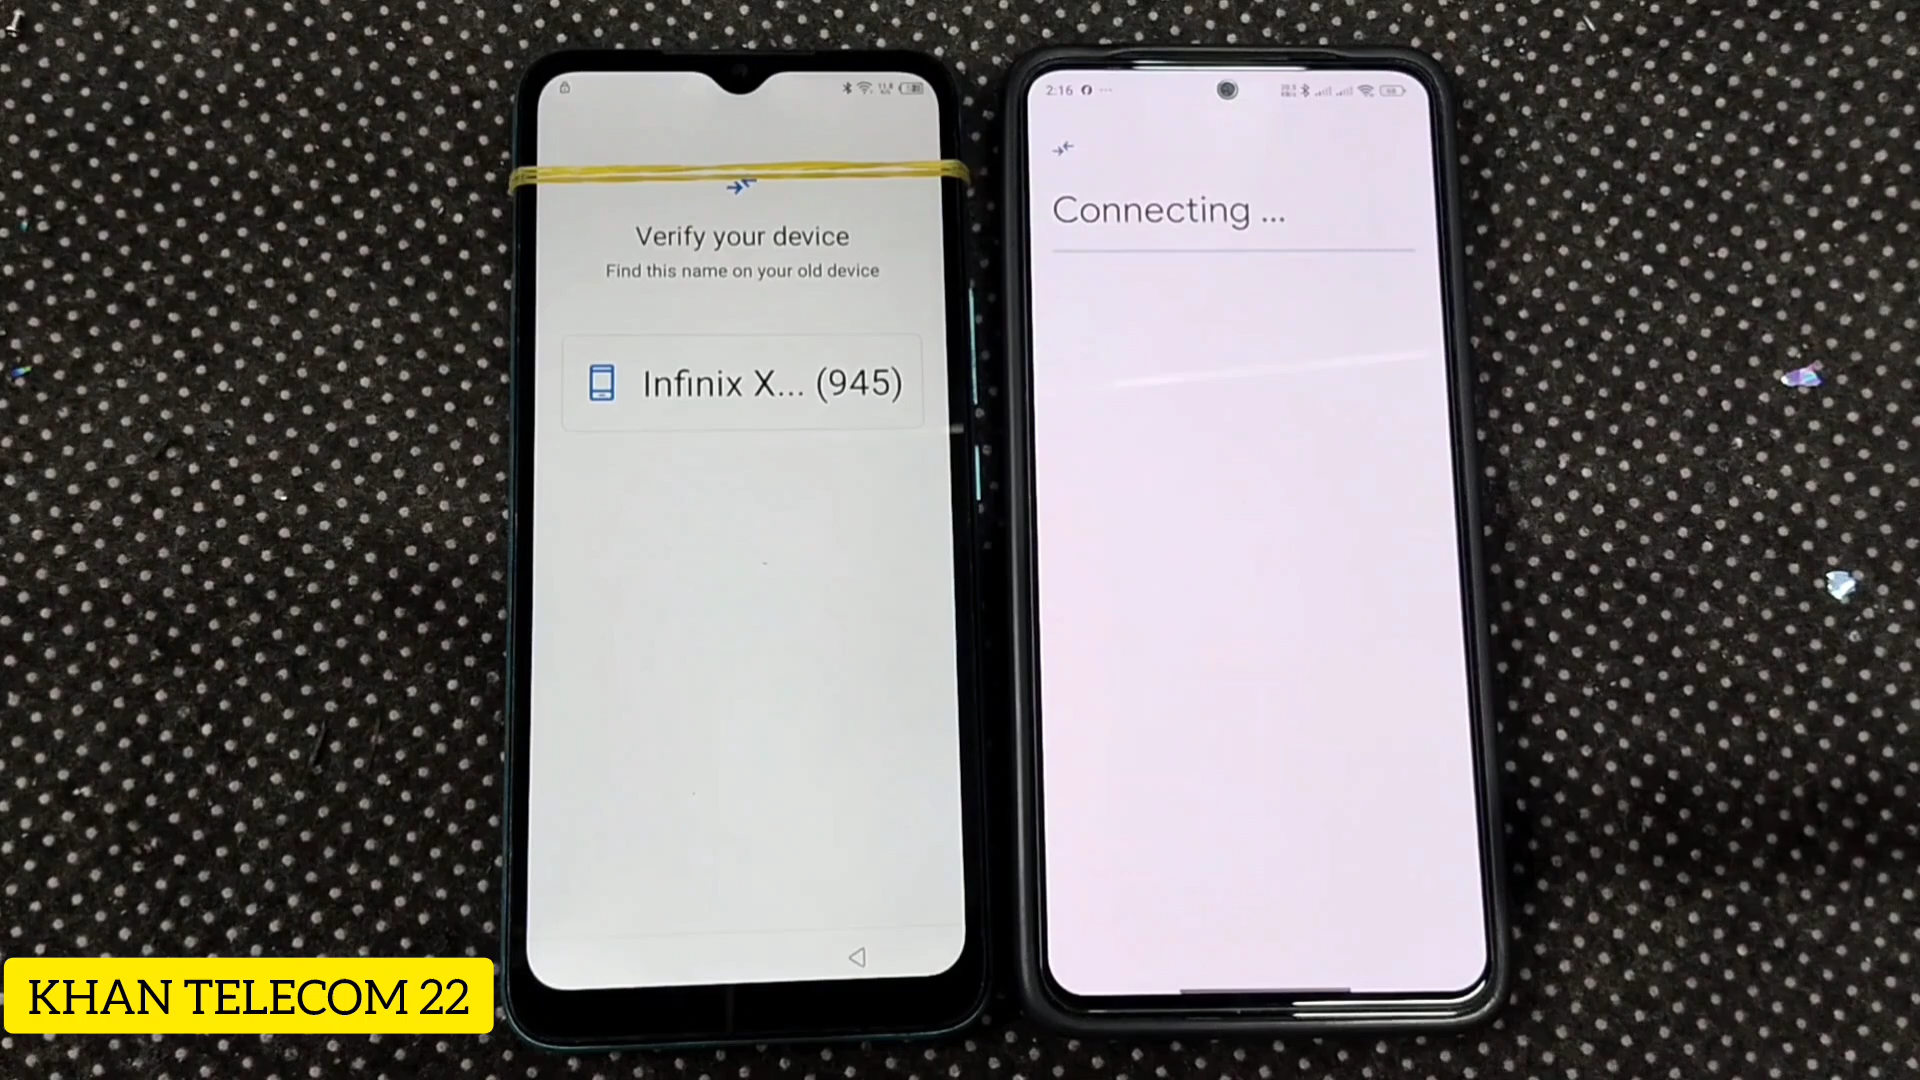 Verify your device
Find this name on your old device
Infinix X... (945)
2:16
Connecting ...
KHAN TELECOM 22